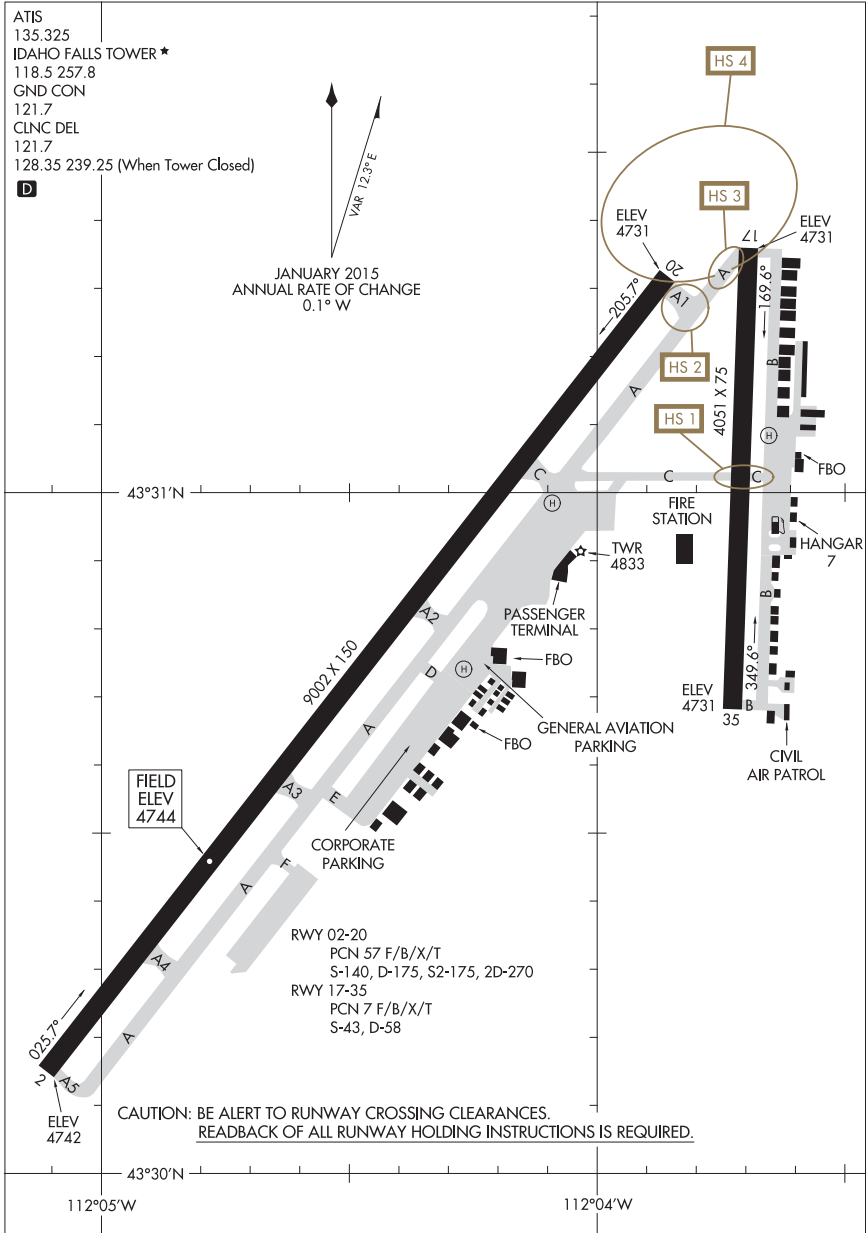 ATIS
135.325
IDAHO FALLS TOWER ★
118.5 257.8
GND CON
121.7
CLNC DEL
121.7
128.35 239.25 (When Tower Closed)
D
VAR 12.3° E
JANUARY 2015
ANNUAL RATE OF CHANGE
0.1° W
HS 4
HS 3
ELEV
4731
20
205.7°
17
ELEV
4731
169.6°
A
A1
HS 2
A
HS 1
4051 X 75
B
H
FBO
C
C
C
43°31'N
H
FIRE
STATION
TWR
4833
HANGAR
7
PASSENGER
TERMINAL
B
A2
D
H
FBO
9002 X 150
349.6°
ELEV
4731
35
B
A
FBO
GENERAL AVIATION
PARKING
CIVIL
AIR PATROL
FIELD
ELEV
4744
A3
E
CORPORATE
PARKING
F
A
A4
RWY 02-20
PCN 57 F/B/X/T
S-140, D-175, S2-175, 2D-270
RWY 17-35
PCN 7 F/B/X/T
S-43, D-58
025.7°
A
2
A5
ELEV
4742
CAUTION: BE ALERT TO RUNWAY CROSSING CLEARANCES.
READBACK OF ALL RUNWAY HOLDING INSTRUCTIONS IS REQUIRED.
43°30'N
112°05'W
112°04'W